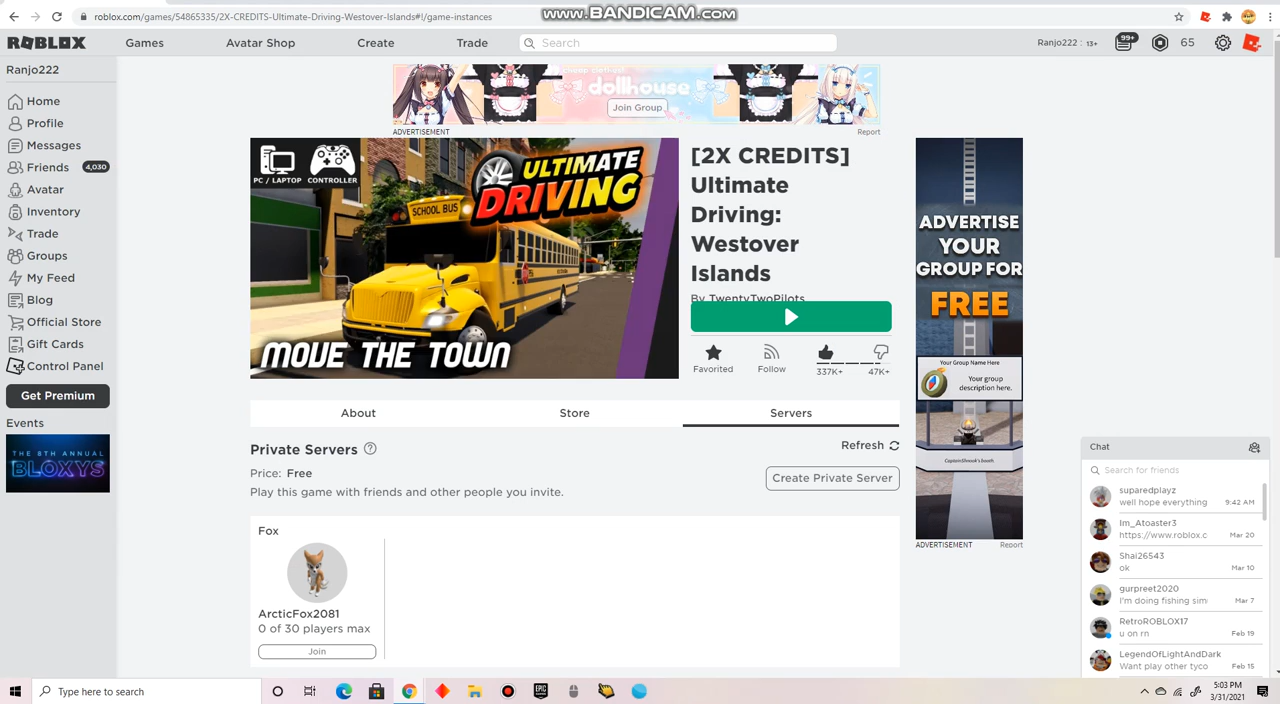 roblox.com/games/54865335/2X-CREDITS-Ultimate-Driving-Westover-Islands#!/game-instances
www.BANDICAM.com
ROBLOX
Games
Avatar Shop
Create
Trade
Search
Ranjo222 : 13+
99+
65
Ranjo222
Home
Profile
Messages
Friends 4,030
Avatar
Inventory
Trade
Groups
My Feed
Blog
Official Store
Gift Cards
Control Panel
Get Premium
Events
THE 8TH ANNUAL
BLOXYS
dollhouse
Join Group
ADVERTISEMENT
Report
PC / LAPTOP
CONTROLLER
ULTIMATE
DRIVING
SCHOOL BUS
MOVE THE TOWN
[2X CREDITS]
Ultimate
Driving:
Westover
Islands
By TwentyTwoPilots
Favorited
Follow
337K+
47K+
ADVERTISE
YOUR
GROUP FOR
FREE
Your Group Name Here
Your group
description here.
CaptainShnook's booth.
ADVERTISEMENT
Report
About
Store
Servers
Private Servers
Refresh
Price: Free
Create Private Server
Play this game with friends and other people you invite.
Fox
ArcticFox2081
0 of 30 players max
Join
Chat
Search for friends
suparedplayz
well hope everything 9:42 AM
Im_Atoaster3
https://www.roblox.c Mar 20
Shai26543
ok Mar 10
gurpreet2020
I'm doing fishing sim Mar 7
RetroROBLOX17
u on rn Feb 19
LegendOfLightAndDark
Want play other tyco Feb 15
Type here to search
EPIC
GAMES
5:03 PM
3/31/2021